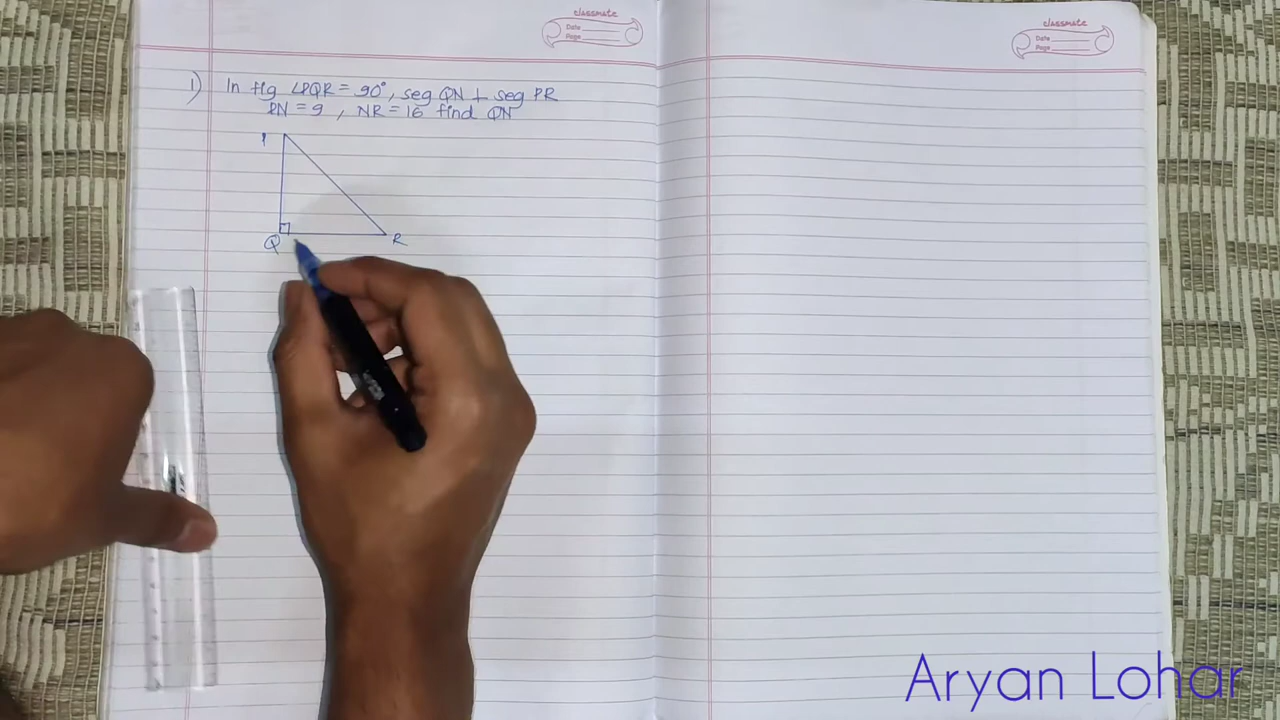 classmate
Date
Page
classmate
Date
Page
1) In fig ∠PQR = 90°, seg QN ⊥ seg PR
PN = 9 , NR = 16 find QN
P
Q
R
Aryan Lohar